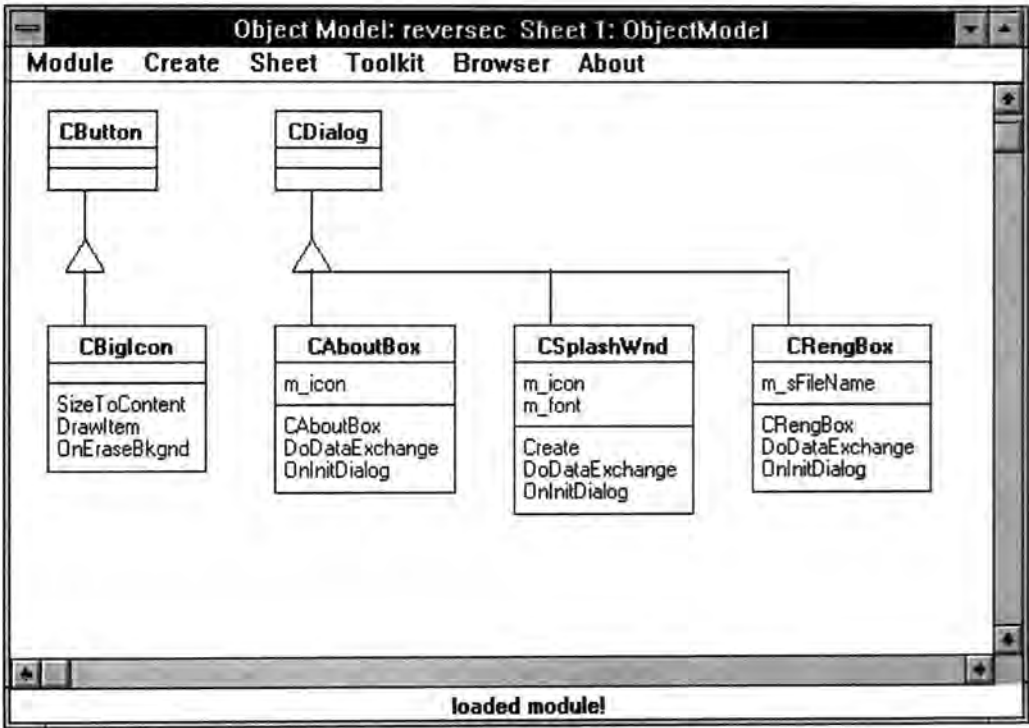 Object Model: reversec Sheet 1: ObjectModel
Module Create Sheet Toolkit Browser About
CButton
CDialog
CBigIcon
SizeToContent
DrawItem
OnEraseBkgnd
CAboutBox
m_icon
CAboutBox
DoDataExchange
OnInitDialog
CSplashWnd
m_icon
m_font
Create
DoDataExchange
OnInitDialog
CRengBox
m_sFileName
CRengBox
DoDataExchange
OnInitDialog
loaded module!